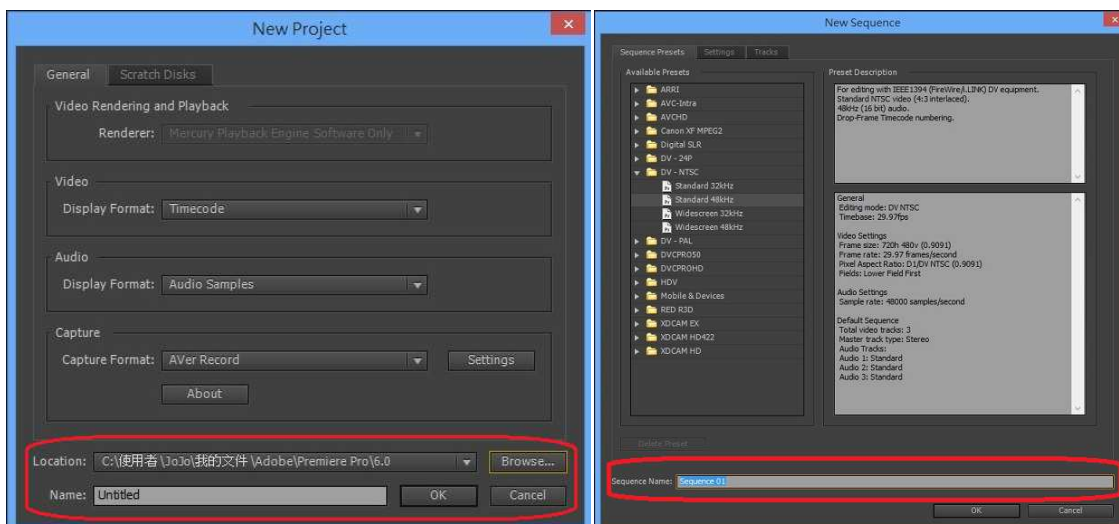 New Project
General
Scratch Disks
Video Rendering and Playback
Renderer: Mercury Playback Engine Software Only
Video
Display Format: Timecode
Audio
Display Format: Audio Samples
Capture
Capture Format: AVer Record
Settings
About
Location: C:\使用者\JoJo\我的文件\Adobe\Premiere Pro\6.0
Browse...
Name: Untitled
OK
Cancel
New Sequence
Sequence Presets
Settings
Tracks
Available Presets
ARRI
AVC-Intra
AVCHD
Canon XF MPEG2
Digital SLR
DV - 24P
DV - NTSC
Standard 32kHz
Standard 48kHz
Widescreen 32kHz
Widescreen 48kHz
DV - PAL
DVCPRO50
DVCPROHD
HDV
Mobile & Devices
RED R3D
XDCAM EX
XDCAM HD422
XDCAM HD
Delete Preset
Preset Description
For editing with IEEE1394 (FireWire/i.LINK) DV equipment.
Standard NTSC video (4:3 interlaced).
48kHz (16 bit) audio.
Drop-Frame Timecode numbering.
General
Editing mode: DV NTSC
Timebase: 29.97fps
Video Settings
Frame size: 720h 480v (0.9091)
Frame rate: 29.97 frames/second
Pixel Aspect Ratio: D1/DV NTSC (0.9091)
Fields: Lower Field First
Audio Settings
Sample rate: 48000 samples/second
Default Sequence
Total video tracks: 3
Master track type: Stereo
Audio Tracks:
Audio 1: Standard
Audio 2: Standard
Audio 3: Standard
Sequence Name: Sequence 01
OK
Cancel